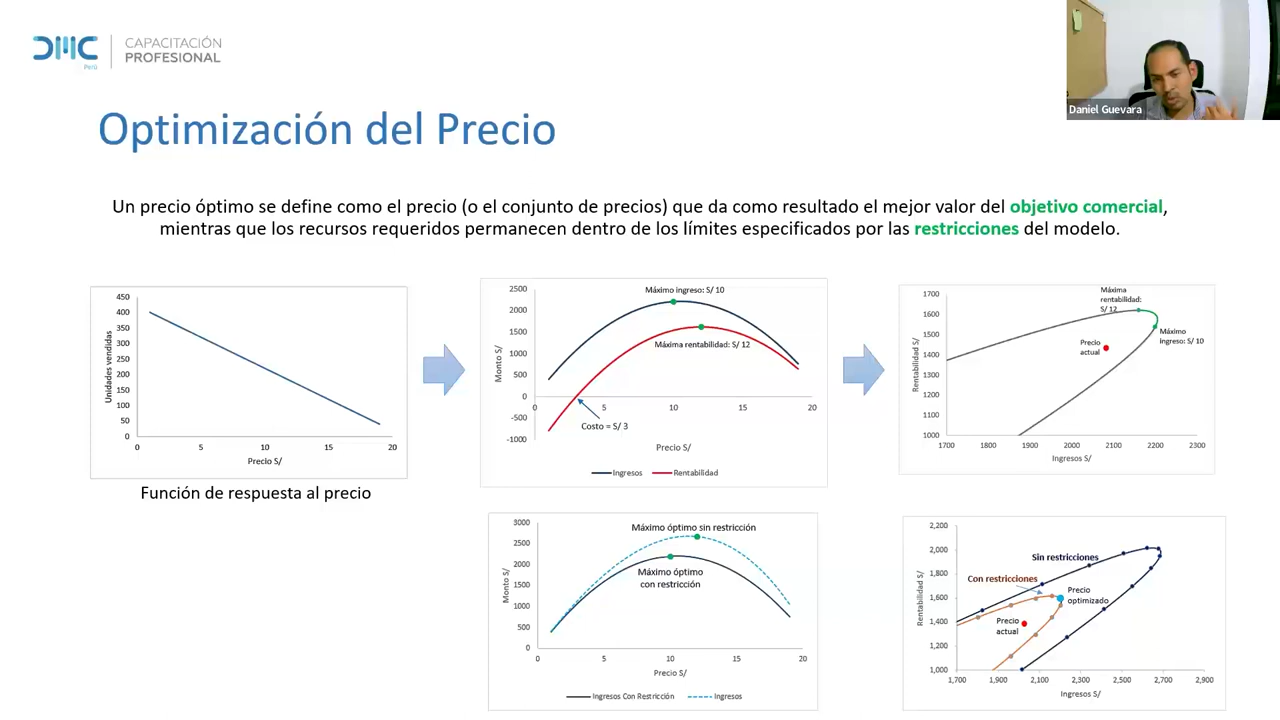 DMC
Perú
CAPACITACIÓN
PROFESIONAL
Daniel Guevara
Optimización del Precio
Un precio óptimo se define como el precio (o el conjunto de precios) que da como resultado el mejor valor del objetivo comercial,
mientras que los recursos requeridos permanecen dentro de los límites especificados por las restricciones del modelo.
450
400
350
300
250
200
150
100
50
0
Unidades vendidas
0 5 10 15 20
Precio S/
Función de respuesta al precio
2500
2000
1500
1000
500
0
-500
-1000
Monto S/
Máximo ingreso: S/ 10
Máxima rentabilidad: S/ 12
0 5 10 15 20
Costo = S/ 3
Precio S/
Ingresos Rentabilidad
1700
1600
1500
1400
1300
1200
1100
1000
Rentabilidad S/
Máxima
rentabilidad:
S/ 12
Máximo
ingreso: S/ 10
Precio
actual
1700 1800 1900 2000 2100 2200 2300
Ingresos S/
3000
2500
2000
1500
1000
500
0
Monto S/
Máximo óptimo sin restricción
Máximo óptimo
con restricción
0 5 10 15 20
Precio S/
Ingresos Con Restricción Ingresos
2,200
2,000
1,800
1,600
1,400
1,200
1,000
Rentabilidad S/
Sin restricciones
Con restricciones
Precio
optimizado
Precio
actual
1,700 1,900 2,100 2,300 2,500 2,700 2,900
Ingresos S/